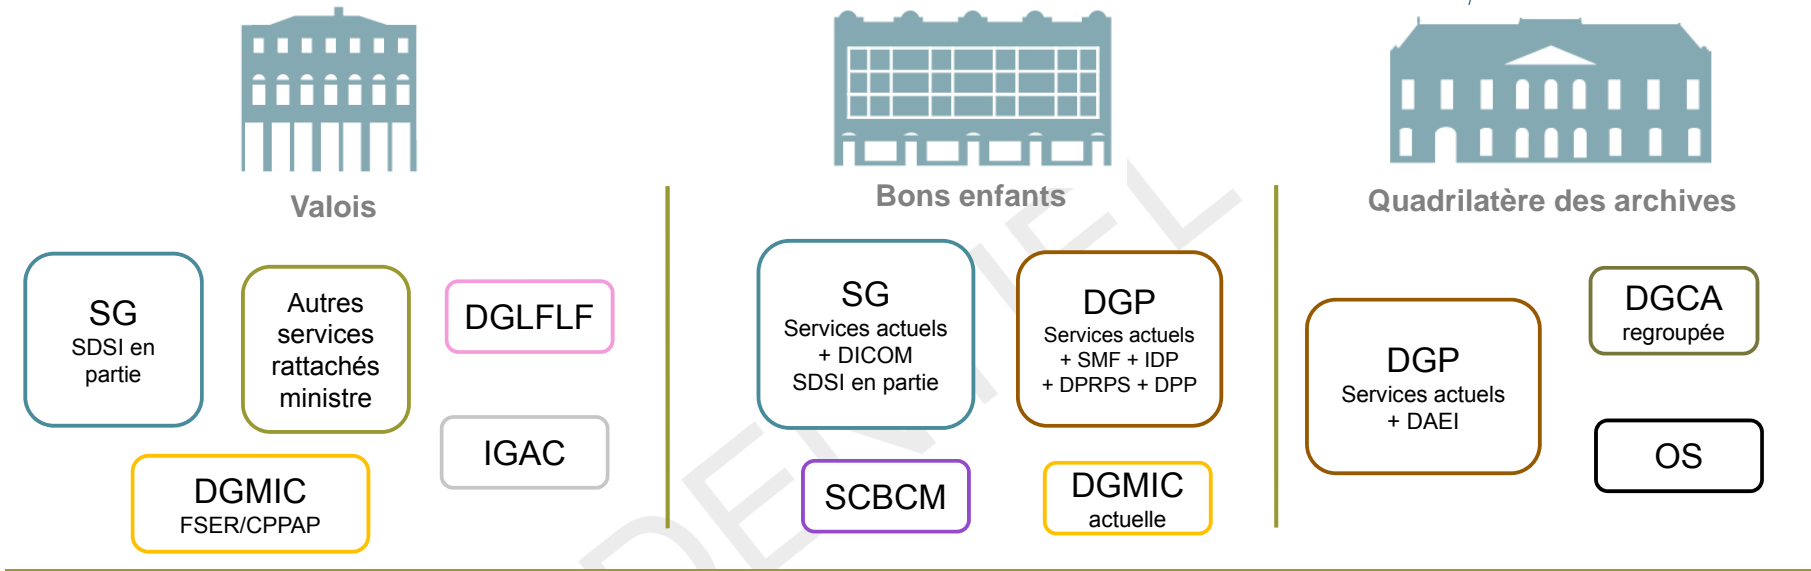 Valois
SG
SDSI en
partie
Autres
services
rattachés
ministre
DGLFLF
IGAC
DGMIC
FSER/CPPAP
Bons enfants
SG
Services actuels
+ DICOM
SDSI en partie
DGP
Services actuels
+ SMF + IDP
+ DPRPS + DPP
SCBCM
DGMIC
actuelle
Quadrilatère des archives
DGP
Services actuels
+ DAEI
DGCA
regroupée
OS
DENTIEL